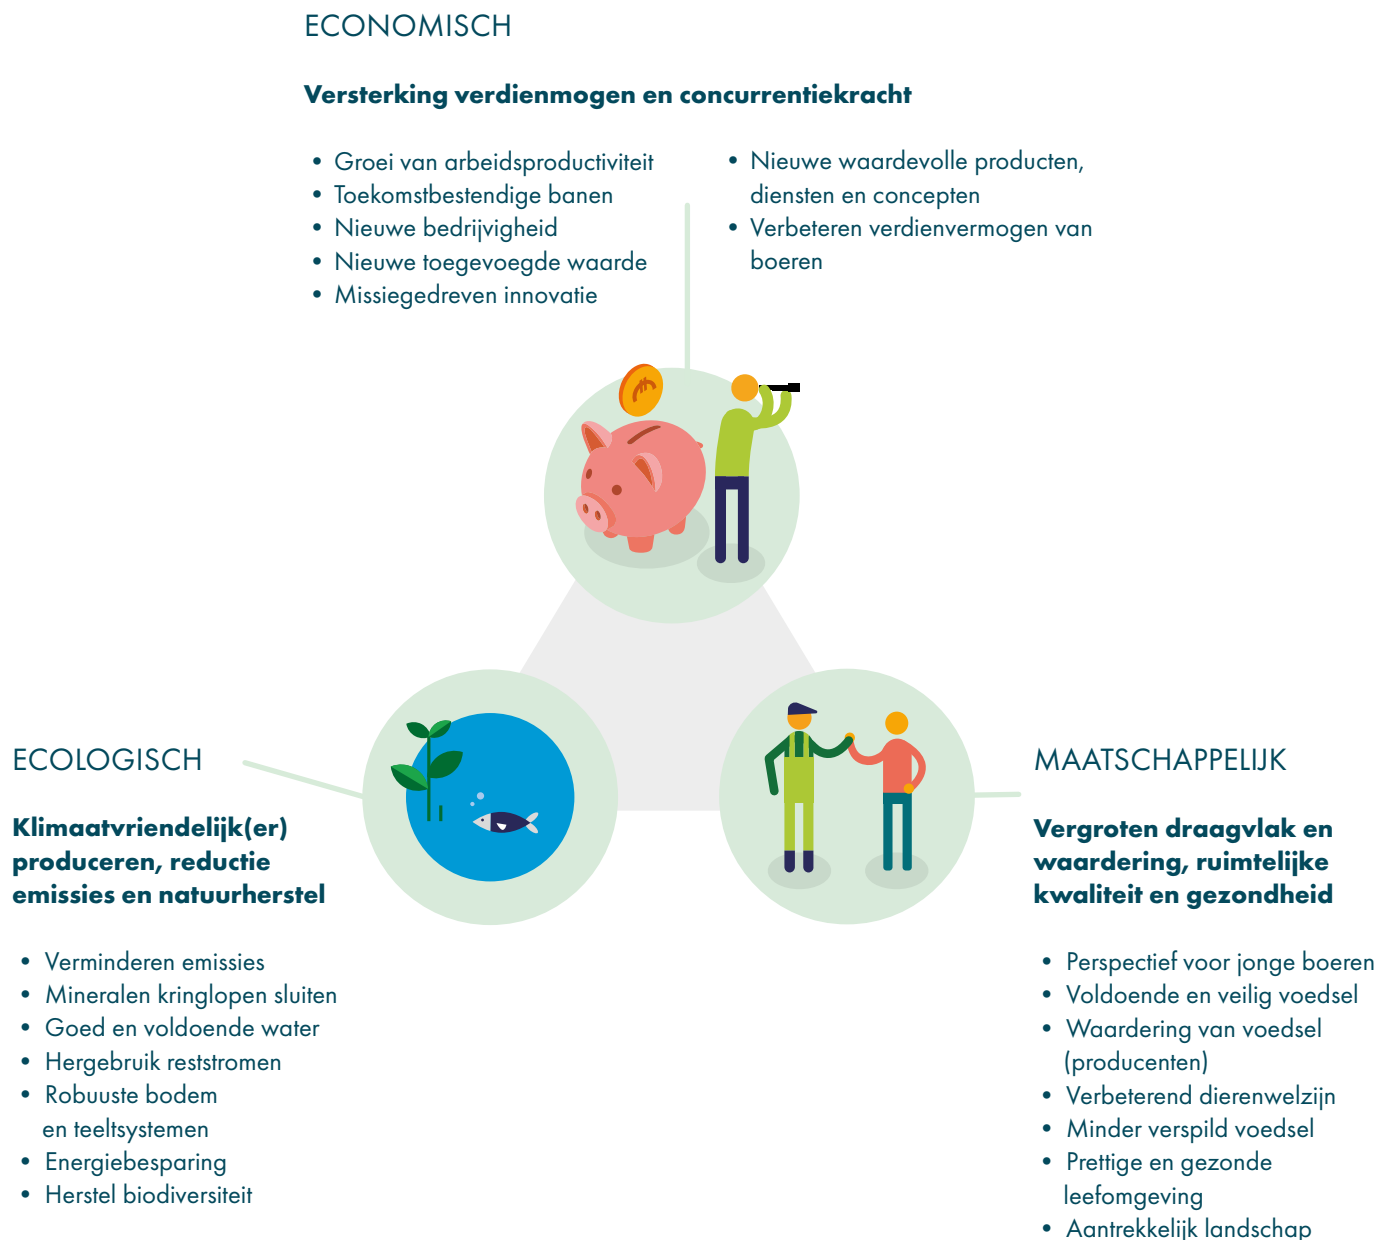 ECONOMISCH
Versterking verdienmogen en concurrentiekracht
• Groei van arbeidsproductiviteit
• Toekomstbestendige banen
• Nieuwe bedrijvigheid
• Nieuwe toegevoegde waarde
• Missiegedreven innovatie
• Nieuwe waardevolle producten,
diensten en concepten
• Verbeteren verdienvermogen van
boeren
ECOLOGISCH
Klimaatvriendelijk(er)
produceren, reductie
emissies en natuurherstel
• Verminderen emissies
• Mineralen kringlopen sluiten
• Goed en voldoende water
• Hergebruik reststromen
• Robuuste bodem
en teeltsystemen
• Energiebesparing
• Herstel biodiversiteit
MAATSCHAPPELIJK
Vergroten draagvlak en
waardering, ruimtelijke
kwaliteit en gezondheid
• Perspectief voor jonge boeren
• Voldoende en veilig voedsel
• Waardering van voedsel
(producenten)
• Verbeterend dierenwelzijn
• Minder verspild voedsel
• Prettige en gezonde
leefomgeving
• Aantrekkelijk landschap